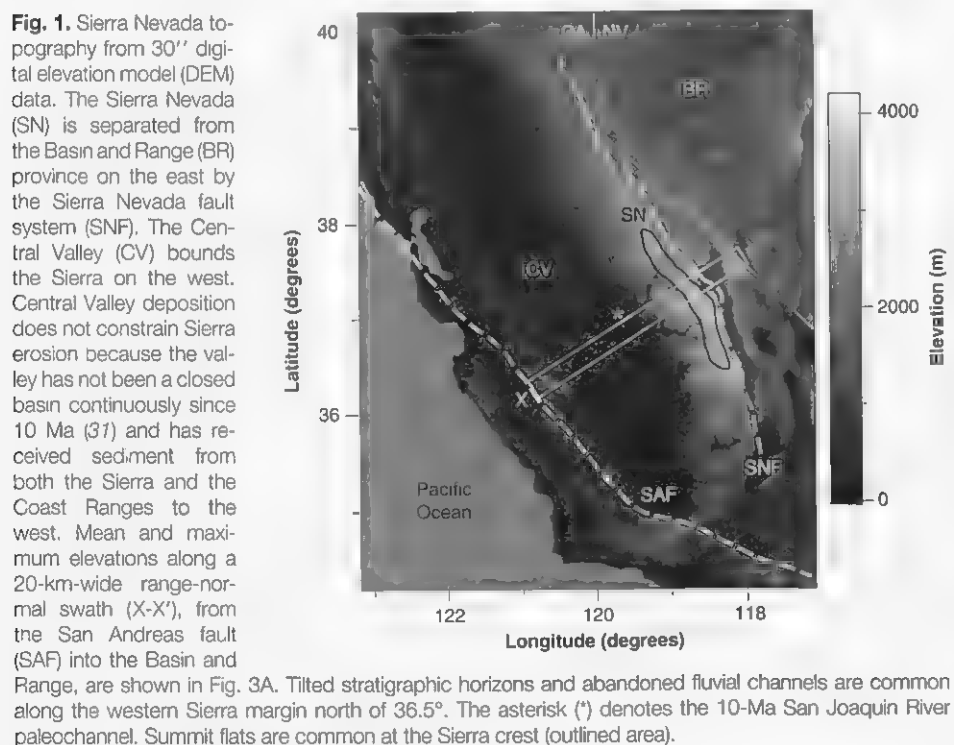 Fig. 1. Sierra Nevada to-
pography from 30′′ digi-
tal elevation model (DEM)
data. The Sierra Nevada
(SN) is separated from
the Basin and Range (BR)
province on the east by
the Sierra Nevada fault
system (SNF). The Cen-
tral Valley (CV) bounds
the Sierra on the west.
Central Valley deposition
does not constrain Sierra
erosion because the val-
ley has not been a closed
basin continuously since
10 Ma (31) and has re-
ceived sediment from
both the Sierra and the
Coast Ranges to the
west. Mean and maxi-
mum elevations along a
20-km-wide range-nor-
mal swath (X-X′), from
the San Andreas fault
(SAF) into the Basin and
Range, are shown in Fig. 3A. Tilted stratigraphic horizons and abandoned fluvial channels are common
along the western Sierra margin north of 36.5°. The asterisk (*) denotes the 10-Ma San Joaquin River
paleochannel. Summit flats are common at the Sierra crest (outlined area).
40
38
36
Latitude (degrees)
BR
SN
CV
*
X
SNF
SAF
Pacific
Ocean
122
120
118
Longitude (degrees)
4000
2000
0
Elevation (m)